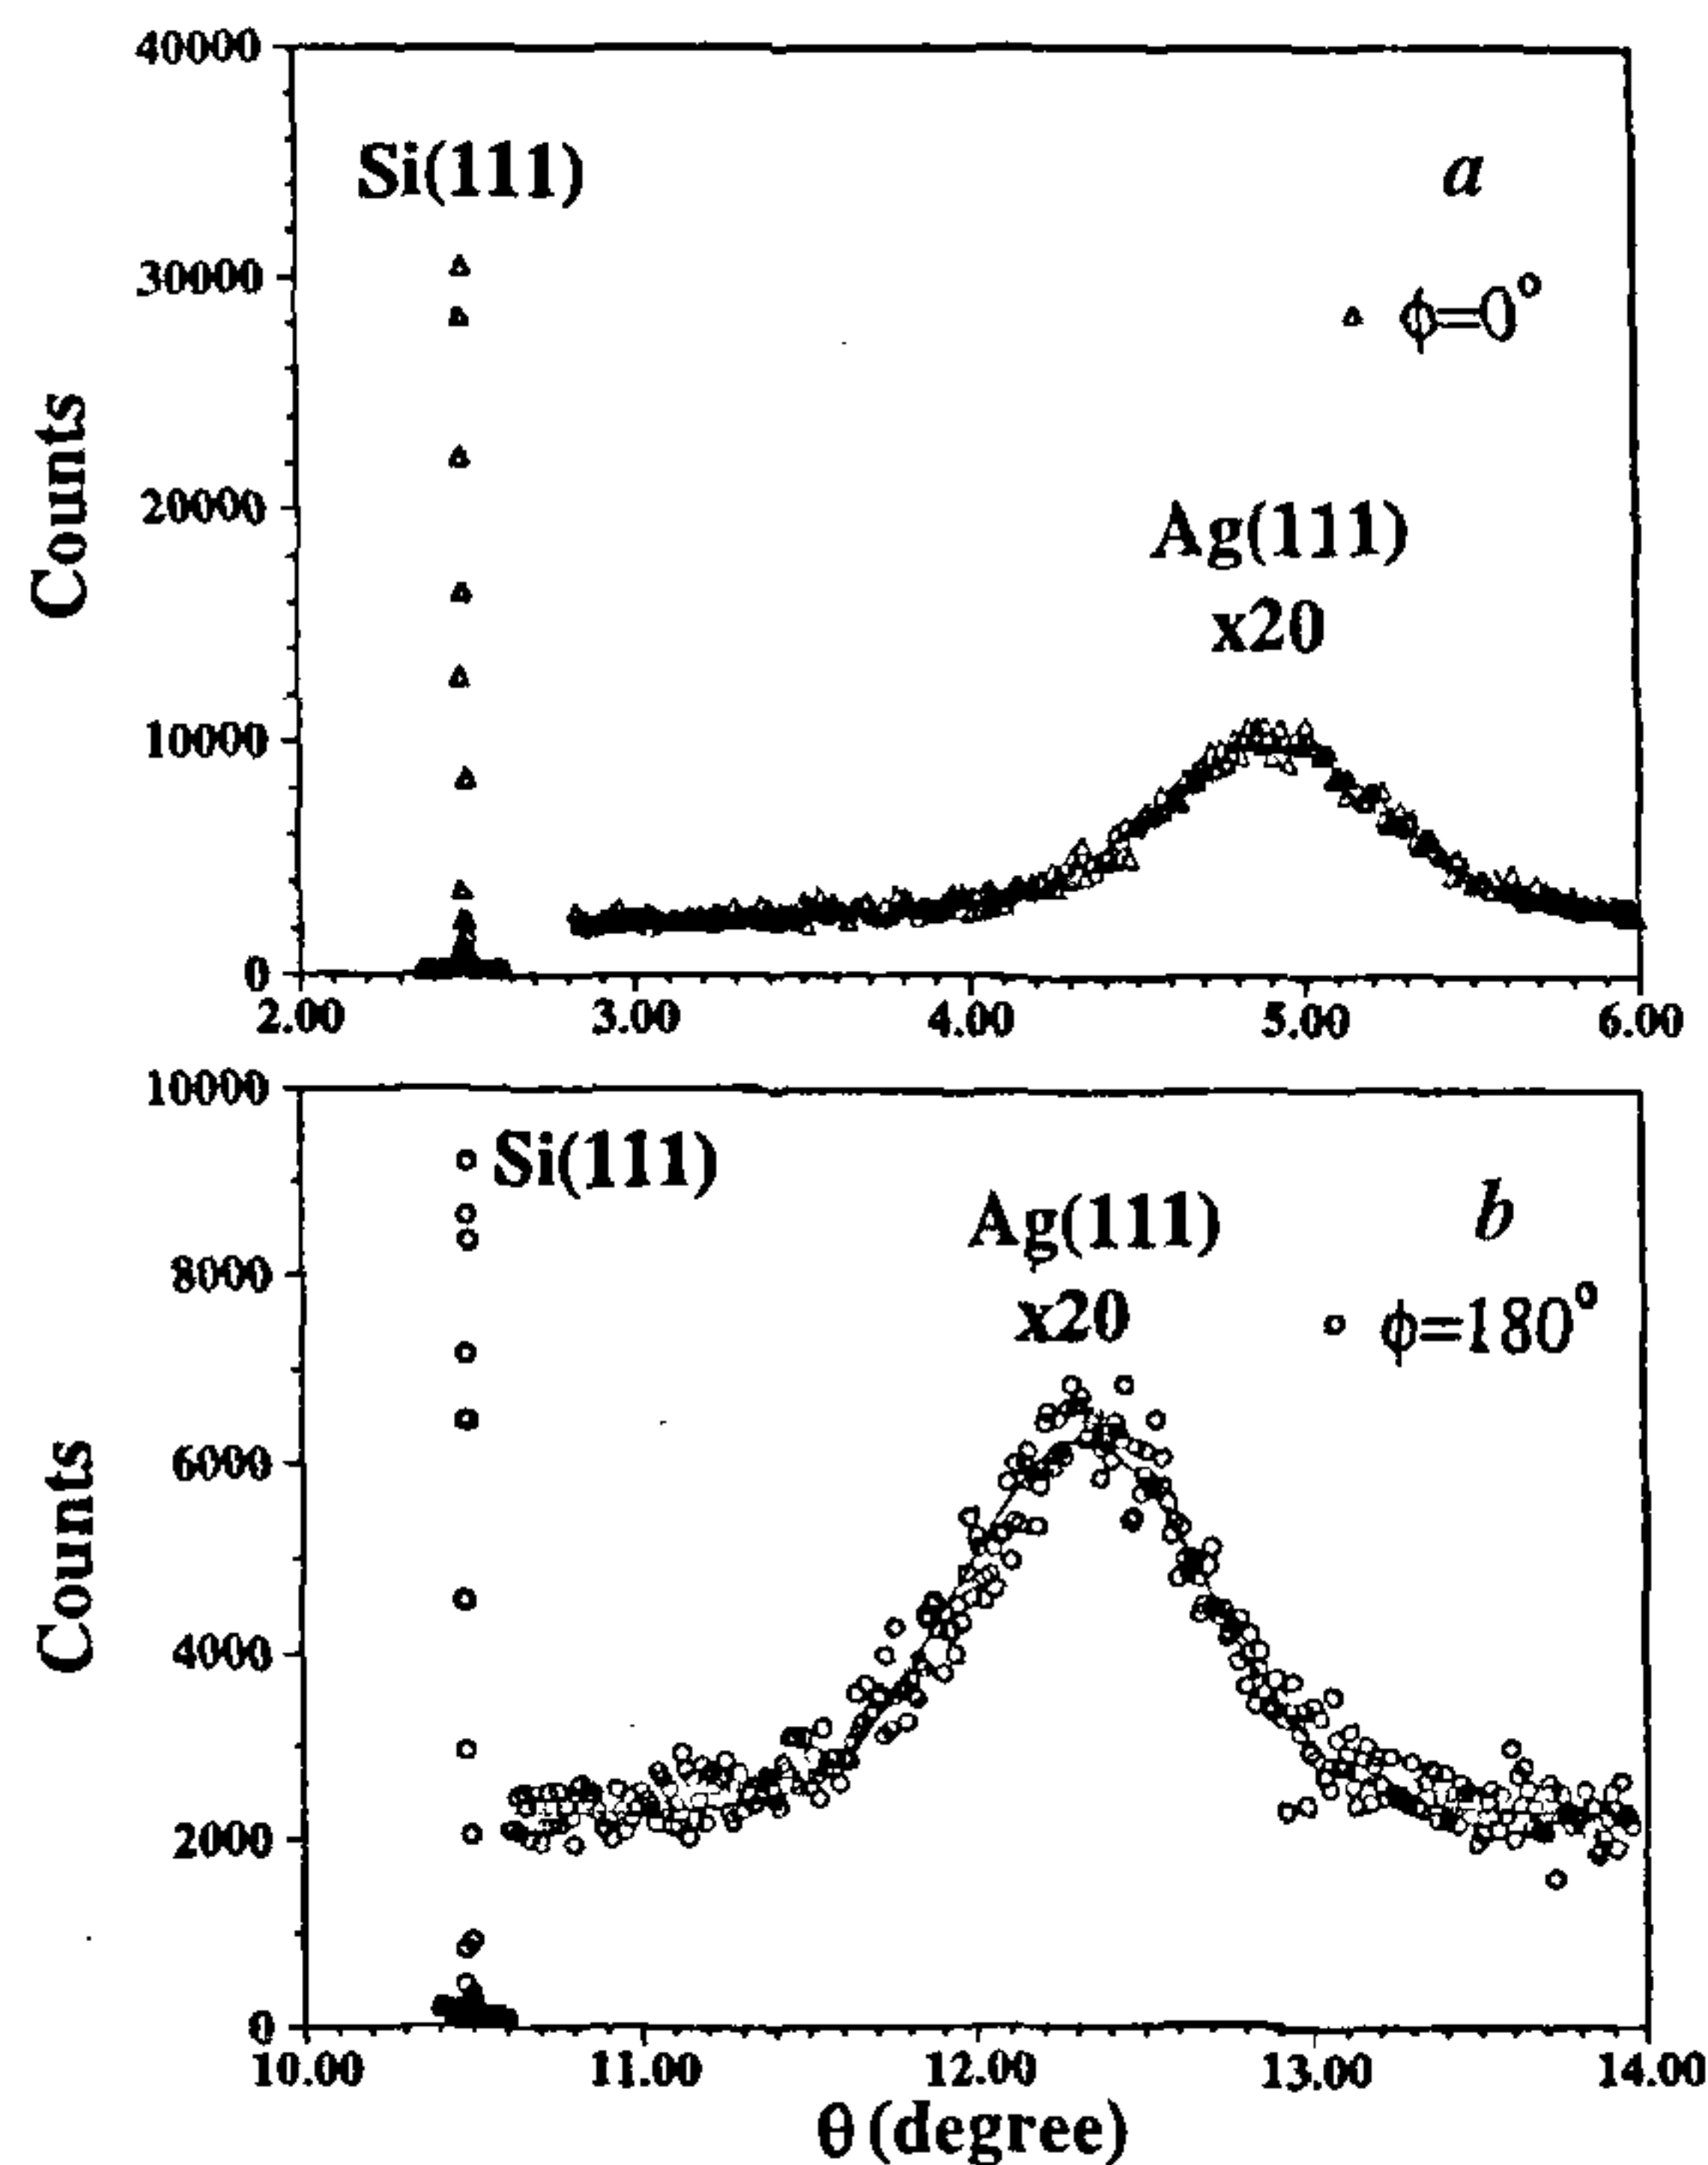 40000
Si(111)
a
30000
ϕ=0°
Counts
20000
Ag(111)
x20
10000
0
2.00 3.00 4.00 5.00 6.00
10000
Si(111)
Ag(111)
b
8000
x20
ϕ=180°
6000
Counts
4000
2000
0
10.00 11.00 12.00 13.00 14.00
θ (degree)